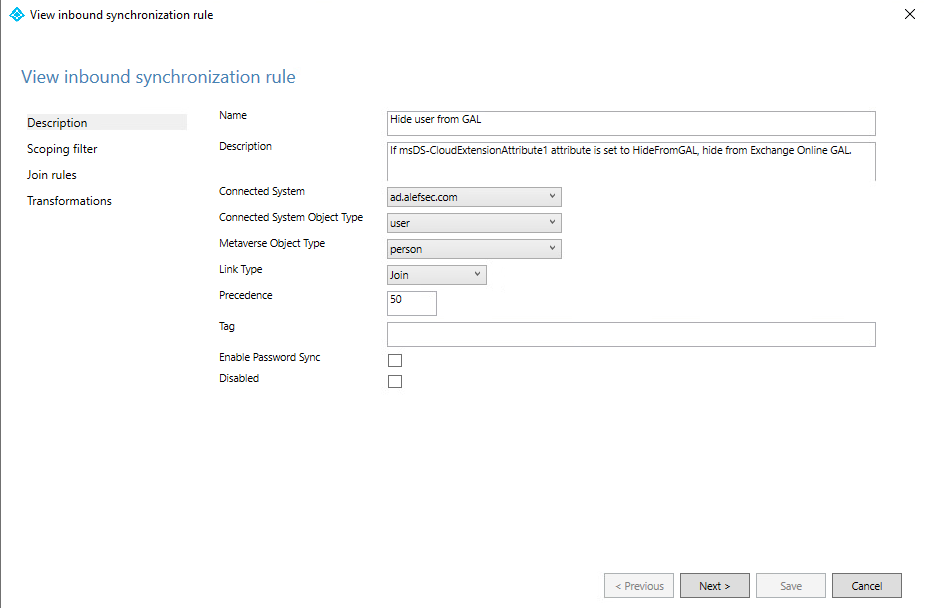 View inbound synchronization rule
View inbound synchronization rule
Description
Scoping filter
Join rules
Transformations
Name
Hide user from GAL
Description
If msDS-CloudExtensionAttribute1 attribute is set to HideFromGAL, hide from Exchange Online GAL.
Connected System
ad.alefsec.com
Connected System Object Type
user
Metaverse Object Type
person
Link Type
Join
Precedence
50
Tag
Enable Password Sync
Disabled
< Previous
Next >
Save
Cancel